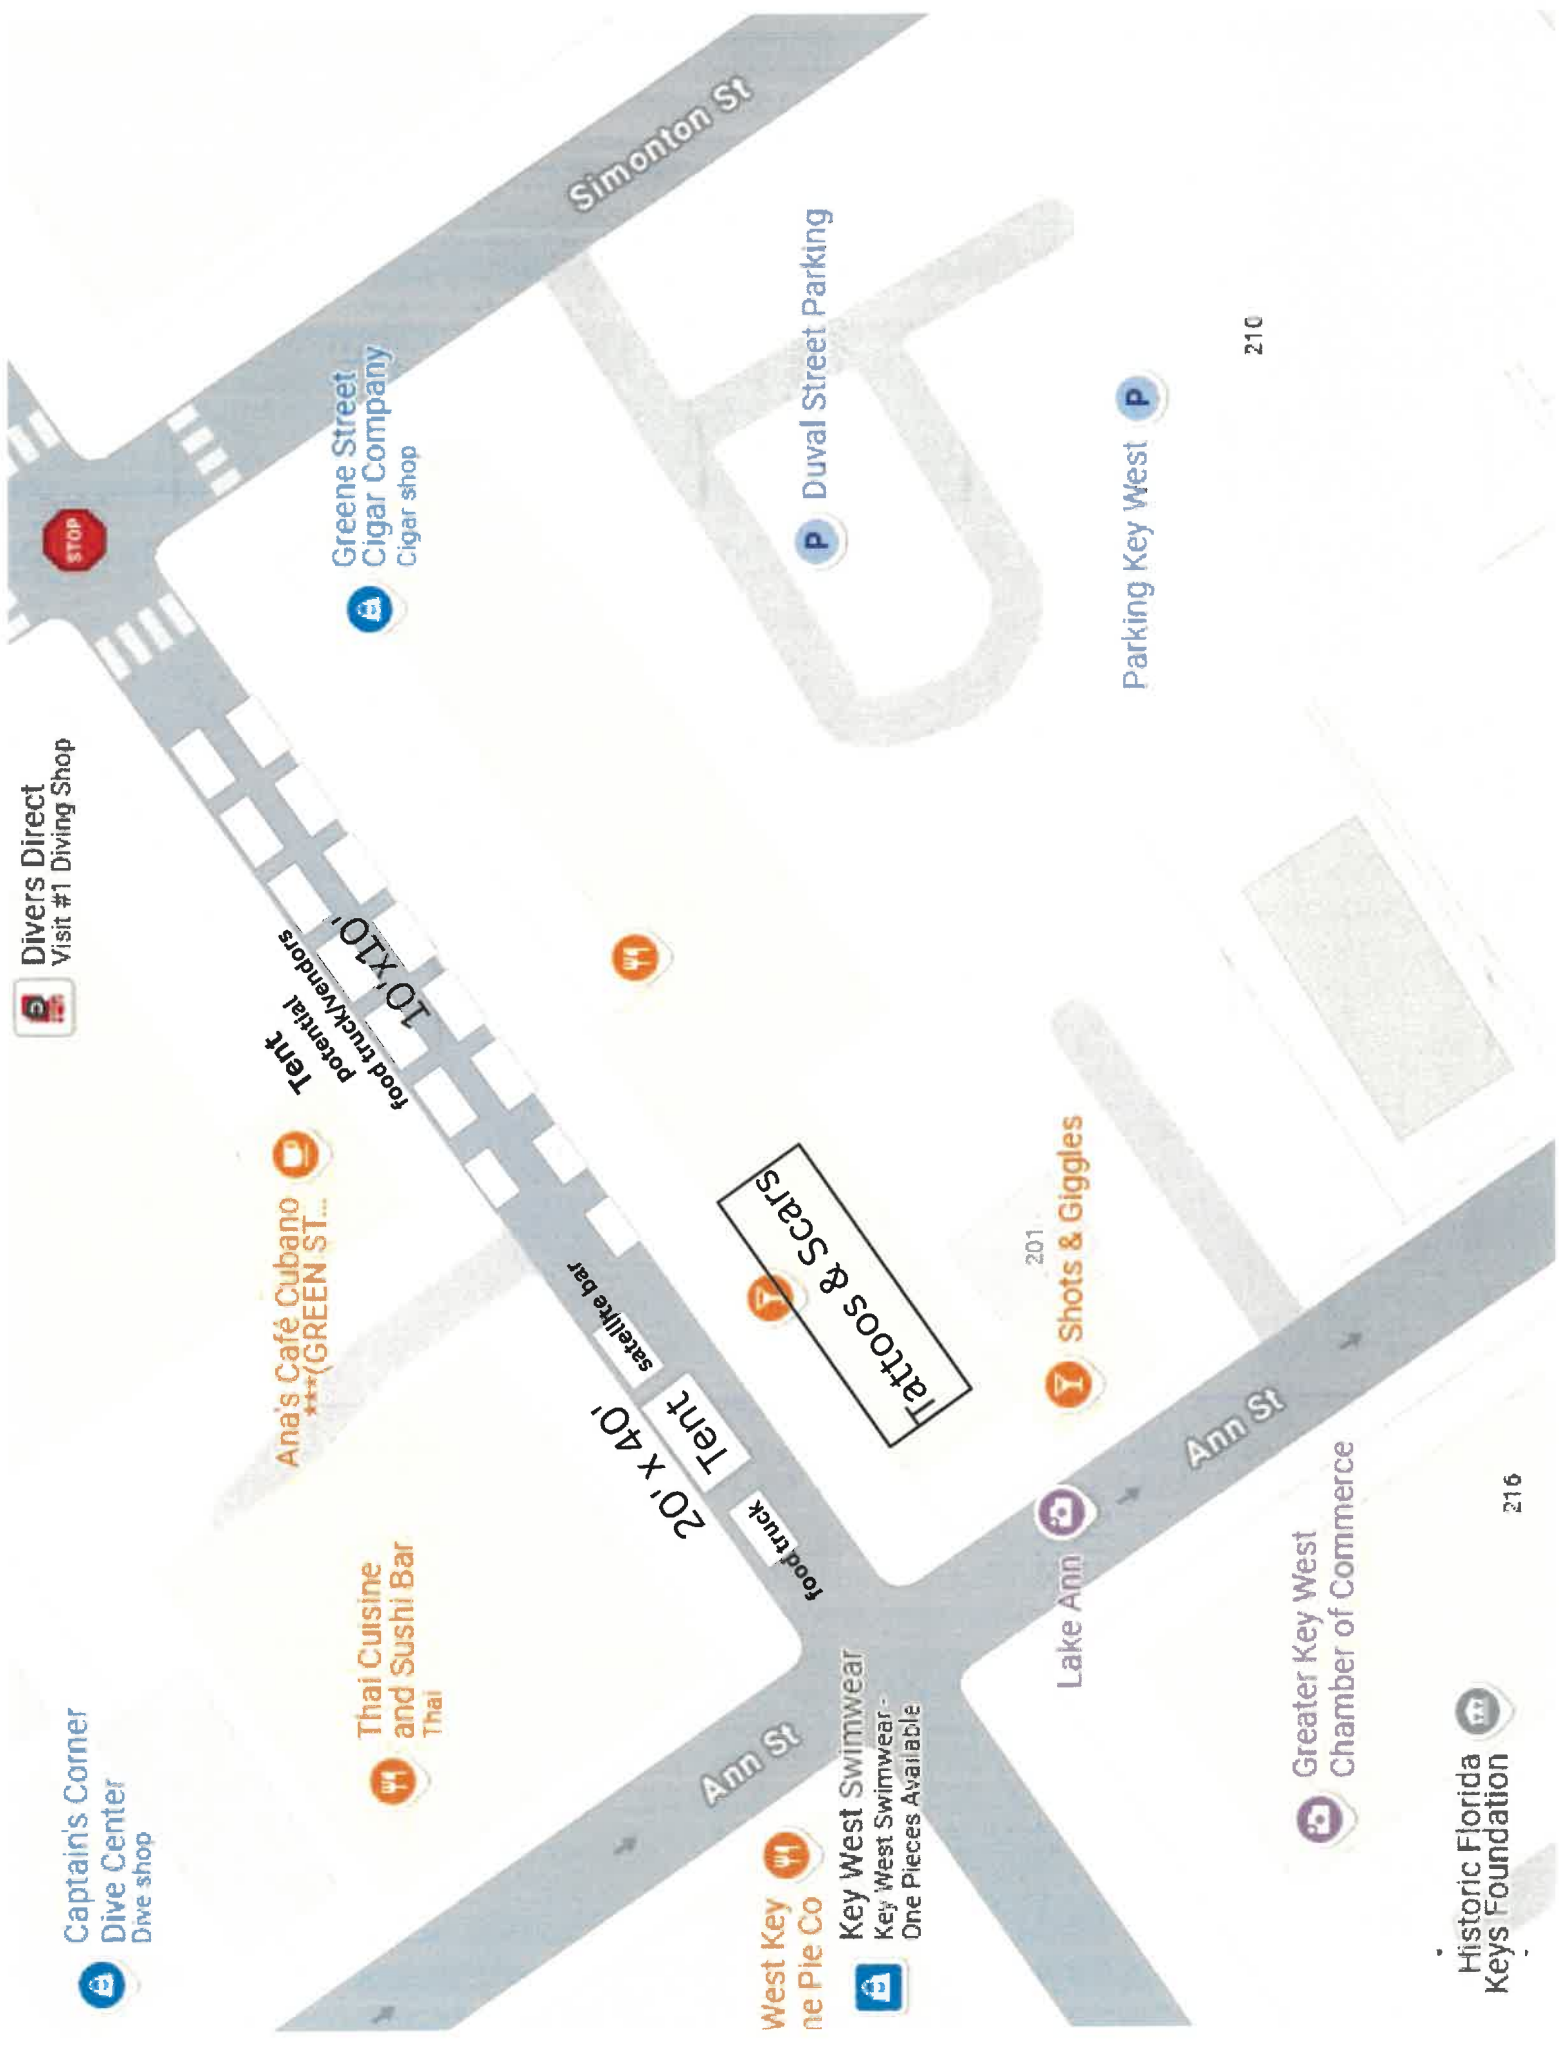 Captain's Corner
Dive Center
Dive shop
Divers Direct
Visit #1 Diving Shop
STOP
Thai Cuisine
and Sushi Bar
Thai
Ana's Café Cubano
***(GREEN ST...
Tent
potential
food truck/vendors
10'x10'
Greene Street
Cigar Company
Cigar shop
Simonton St
20' x 40'
Tent
satellite bar
food truck
Ann St
West Key
ne Pie Co
Key West Swimwear
Key West Swimwear -
One Pieces Available
Tattoos & Scars
P
Duval Street Parking
201
Shots & Giggles
Lake Ann
Parking Key West
P
210
Ann St
Greater Key West
Chamber of Commerce
Historic Florida
Keys Foundation
216